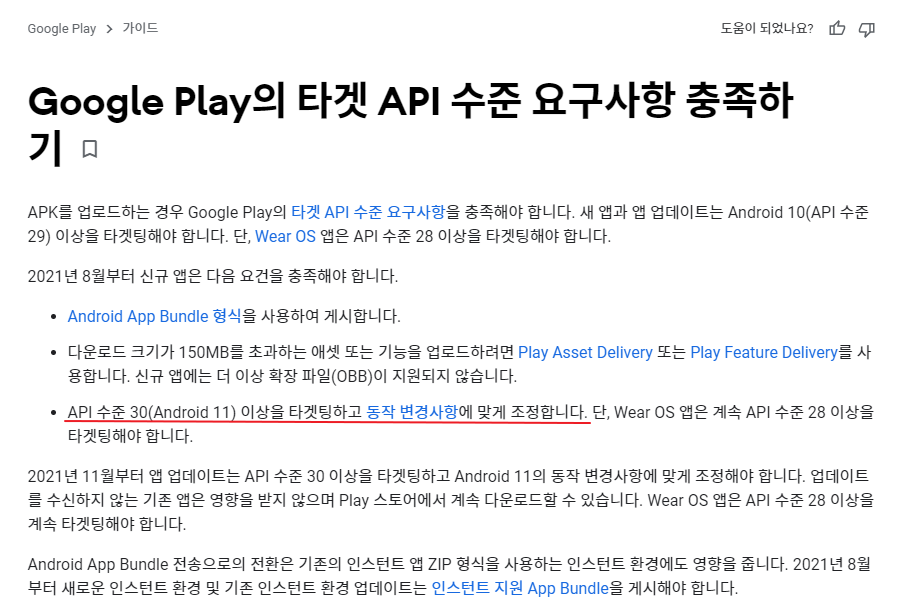 Google Play > 가이드
도움이 되었나요?
Google Play의 타겟 API 수준 요구사항 충족하
기
APK를 업로드하는 경우 Google Play의 타겟 API 수준 요구사항을 충족해야 합니다. 새 앱과 앱 업데이트는 Android 10(API 수준
29) 이상을 타겟팅해야 합니다. 단, Wear OS 앱은 API 수준 28 이상을 타겟팅해야 합니다.
2021년 8월부터 신규 앱은 다음 요건을 충족해야 합니다.
• Android App Bundle 형식을 사용하여 게시합니다.
• 다운로드 크기가 150MB를 초과하는 애셋 또는 기능을 업로드하려면 Play Asset Delivery 또는 Play Feature Delivery를 사
용합니다. 신규 앱에는 더 이상 확장 파일(OBB)이 지원되지 않습니다.
• API 수준 30(Android 11) 이상을 타겟팅하고 동작 변경사항에 맞게 조정합니다. 단, Wear OS 앱은 계속 API 수준 28 이상을
타겟팅해야 합니다.
2021년 11월부터 앱 업데이트는 API 수준 30 이상을 타겟팅하고 Android 11의 동작 변경사항에 맞게 조정해야 합니다. 업데이트
를 수신하지 않는 기존 앱은 영향을 받지 않으며 Play 스토어에서 계속 다운로드할 수 있습니다. Wear OS 앱은 API 수준 28 이상을
계속 타겟팅해야 합니다.
Android App Bundle 전송으로의 전환은 기존의 인스턴트 앱 ZIP 형식을 사용하는 인스턴트 환경에도 영향을 줍니다. 2021년 8월
부터 새로운 인스턴트 환경 및 기존 인스턴트 환경 업데이트는 인스턴트 지원 App Bundle을 게시해야 합니다.